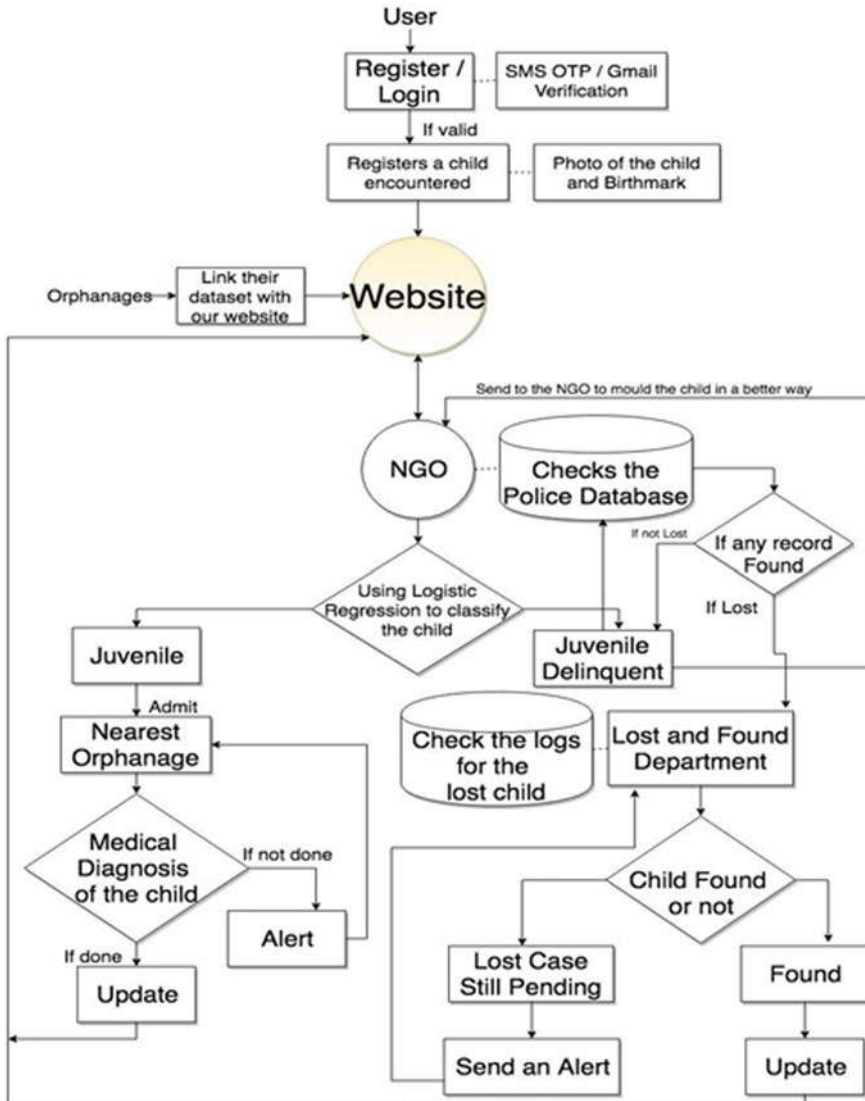 User
Register /
Login
SMS OTP / Gmail
Verification
If valid
Registers a child
encountered
Photo of the child
and Birthmark
Orphanages
Link their
dataset with
our website
Website
Send to the NGO to mould the child in a better way
NGO
Checks the
Police Database
If not Lost
If any record
Found
Using Logistic
Regression to classify
the child
If Lost
Juvenile
Juvenile
Delinquent
Admit
Nearest
Orphanage
Check the logs
for the
lost child
Lost and Found
Department
Medical
Diagnosis
of the child
If not done
Child Found
or not
Alert
If done
Lost Case
Still Pending
Found
Update
Send an Alert
Update